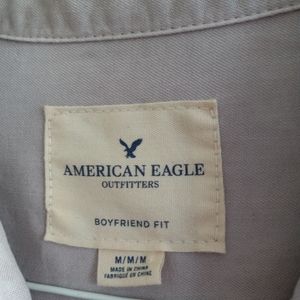 AMERICAN EAGLE
OUTFITTERS
BOYFRIEND FIT
M/M/M
MADE IN CHINA
FABRIQUÉ EN CHINE